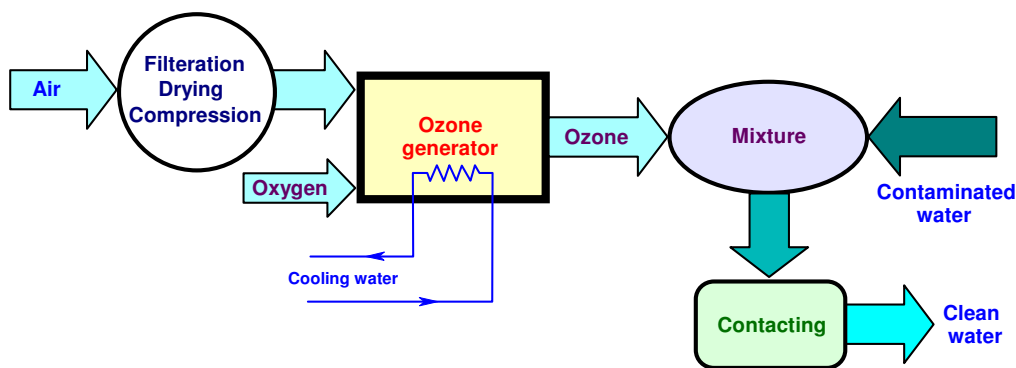 Air
Filteration
Drying
Compression
Oxygen
Ozone
generator
Cooling water
Ozone
Mixture
Contaminated
water
Contacting
Clean
water